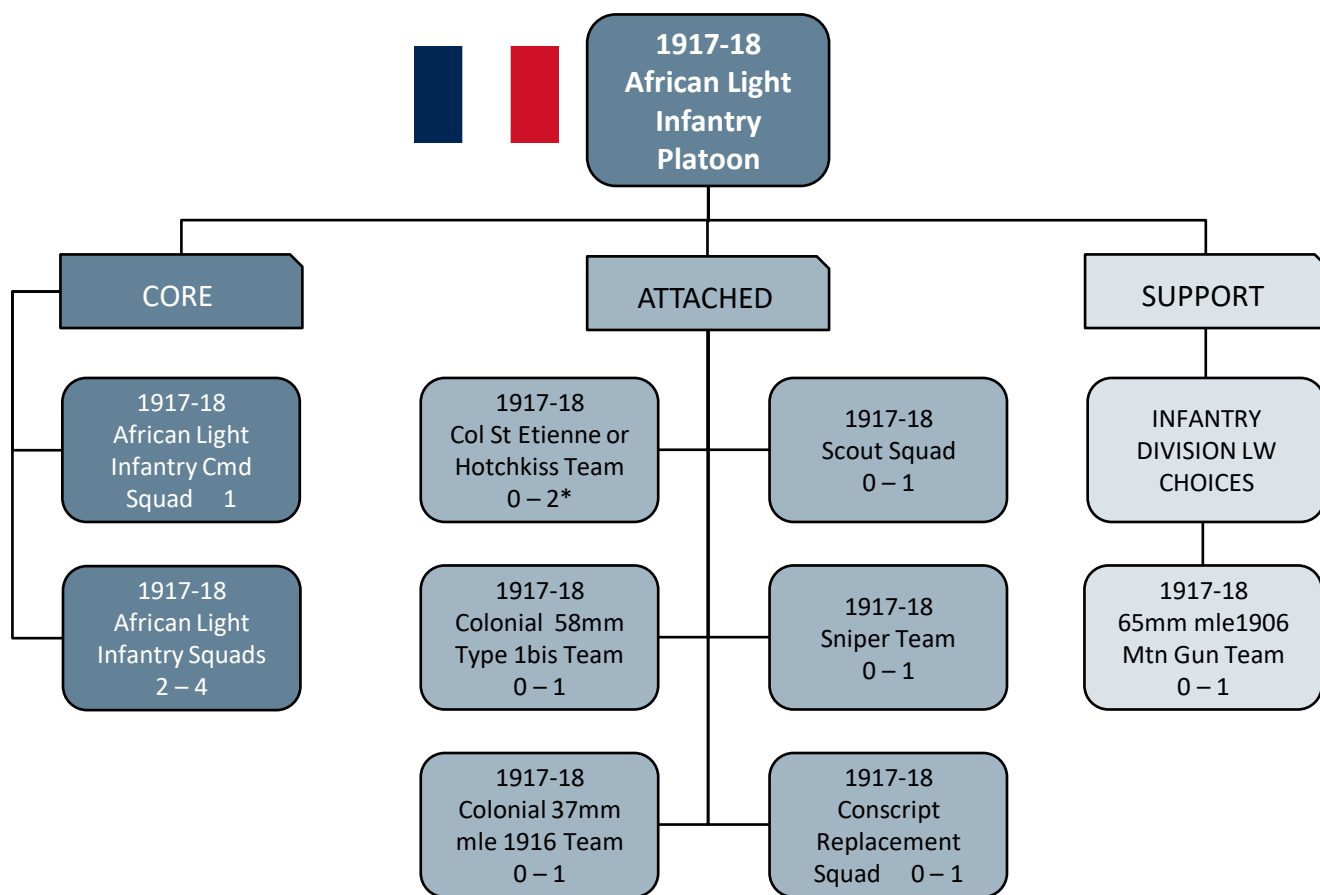 1917-18
African Light
Infantry
Platoon
CORE
ATTACHED
SUPPORT
1917-18
African Light
Infantry Cmd
Squad 1
1917-18
African Light
Infantry Squads
2 – 4
1917-18
Col St Etienne or
Hotchkiss Team
0 – 2*
1917-18
Scout Squad
0 – 1
1917-18
Colonial 58mm
Type 1bis Team
0 – 1
1917-18
Sniper Team
0 – 1
1917-18
Colonial 37mm
mle 1916 Team
0 – 1
1917-18
Conscript
Replacement
Squad 0 – 1
INFANTRY
DIVISION LW
CHOICES
1917-18
65mm mle1906
Mtn Gun Team
0 – 1